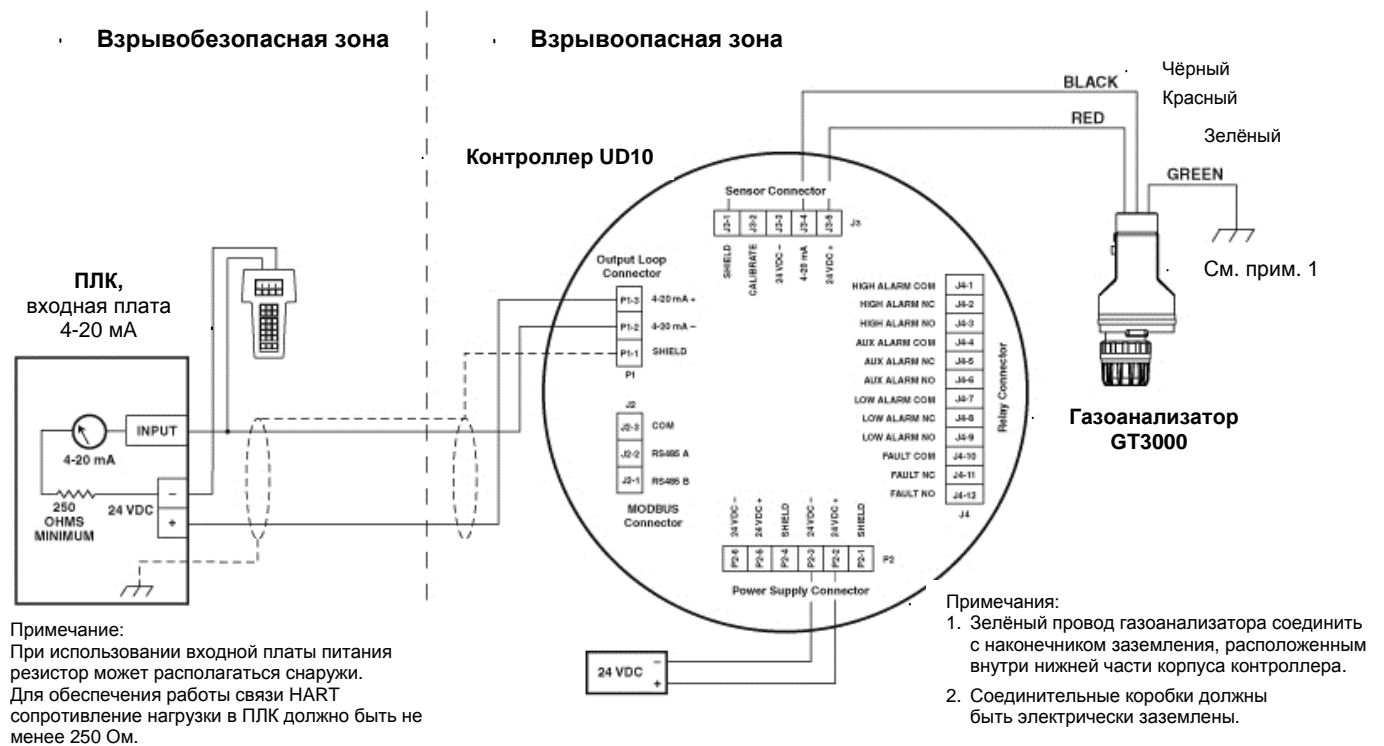 Взрывобезопасная зона
Взрывоопасная зона
BLACK
Чёрный
Красный
RED
Зелёный
GREEN
См. прим. 1
Контроллер UD10
Sensor Connector
J3-1
J3-2
J3-3
J3-4
J3-5
J3
SHIELD
CALIBRATE
24 VDC –
4-20 mA
24 VDC +
Output Loop
Connector
P1-3 4-20 mA +
P1-2 4-20 mA –
P1-1 SHIELD
P1
J2
J2-3 COM
J2-2 RS485 A
J2-1 RS485 B
MODBUS
Connector
HIGH ALARM COM J4-1
HIGH ALARM NC J4-2
HIGH ALARM NO J4-3
AUX ALARM COM J4-4
AUX ALARM NC J4-5
AUX ALARM NO J4-6
LOW ALARM COM J4-7
LOW ALARM NC J4-8
LOW ALARM NO J4-9
FAULT COM J4-10
FAULT NC J4-11
FAULT NO J4-12
J4
Relay Connector
24 VDC –
24 VDC +
SHIELD
24 VDC –
24 VDC +
SHIELD
P2-6
P2-5
P2-4
P2-3
P2-2
P2-1
P2
Power Supply Connector
24 VDC
–
+
Газоанализатор
GT3000
ПЛК,
входная плата
4-20 мА
INPUT
4-20 mA
250
OHMS
MINIMUM
24 VDC
–
+
Примечание:
При использовании входной платы питания
резистор может располагаться снаружи.
Для обеспечения работы связи HART
сопротивление нагрузки в ПЛК должно быть не
менее 250 Ом.
Примечания:
1. Зелёный провод газоанализатора соединить
с наконечником заземления, расположенным
внутри нижней части корпуса контроллера.
2. Соединительные коробки должны
быть электрически заземлены.